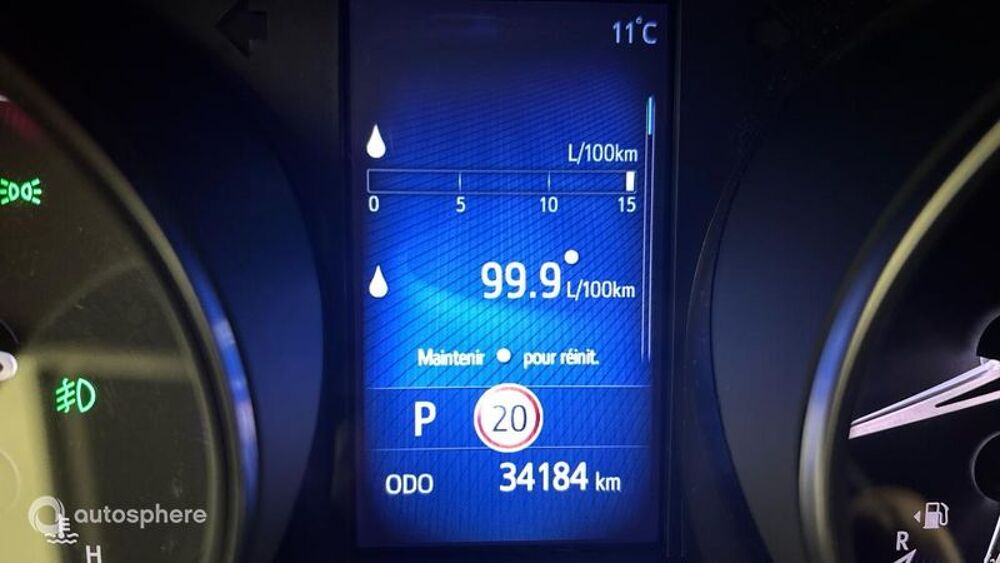 11°C
L/100km
0 5 10 15
99.9 L/100km
Maintenir pour réinit.
P 20
ODO 34184 km
autosphere
H
R